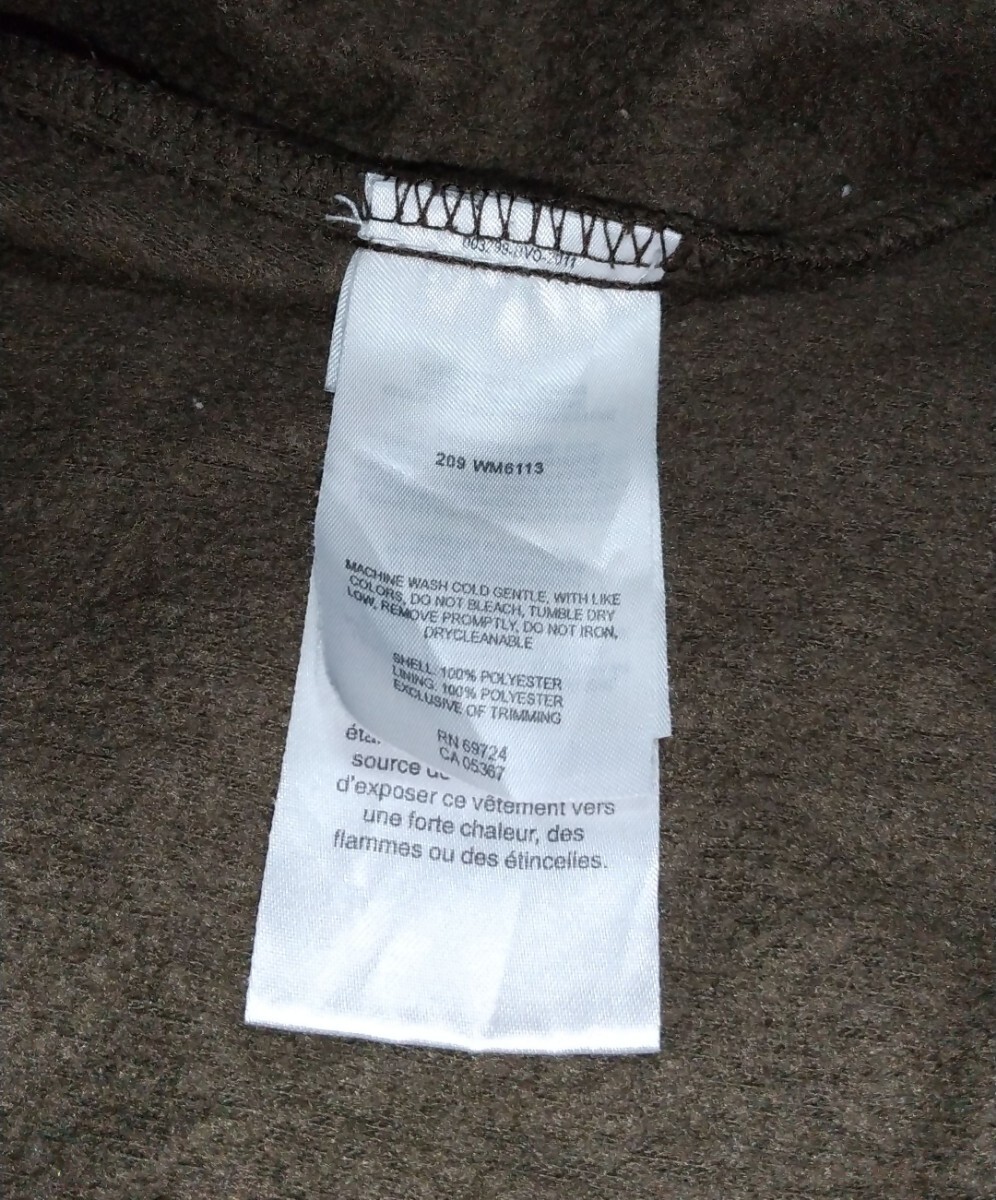 209 WM6113
MACHINE WASH COLD GENTLE, WITH LIKE
COLORS, DO NOT BLEACH, TUMBLE DRY
LOW, REMOVE PROMPTLY, DO NOT IRON,
DRYCLEANABLE
SHELL: 100% POLYESTER
LINING: 100% POLYESTER
EXCLUSIVE OF TRIMMING
RN 69724
CA 05367
source
d'exposer ce vêtement vers
une forte chaleur, des
flammes ou des étincelles.